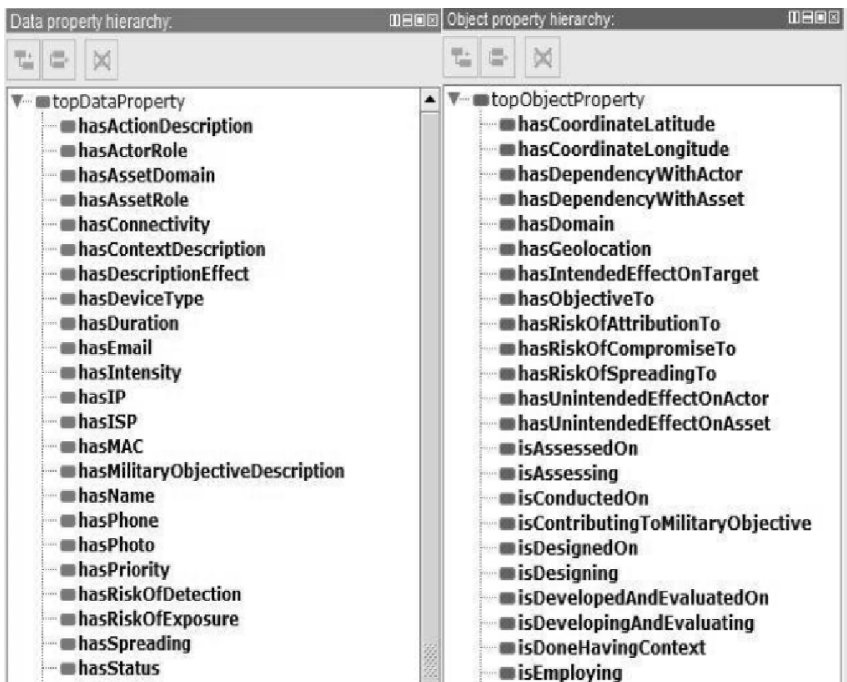 Data property hierarchy:
topDataProperty
hasActionDescription
hasActorRole
hasAssetDomain
hasAssetRole
hasConnectivity
hasContextDescription
hasDescriptionEffect
hasDeviceType
hasDuration
hasEmail
hasIntensity
hasIP
hasISP
hasMAC
hasMilitaryObjectiveDescription
hasName
hasPhone
hasPhoto
hasPriority
hasRiskOfDetection
hasRiskOfExposure
hasSpreading
hasStatus
Object property hierarchy:
topObjectProperty
hasCoordinateLatitude
hasCoordinateLongitude
hasDependencyWithActor
hasDependencyWithAsset
hasDomain
hasGeolocation
hasIntendedEffectOnTarget
hasObjectiveTo
hasRiskOfAttributionTo
hasRiskOfCompromiseTo
hasRiskOfSpreadingTo
hasUnintendedEffectOnActor
hasUnintendedEffectOnAsset
isAssessedOn
isAssessing
isConductedOn
isContributingToMilitaryObjective
isDesignedOn
isDesigning
isDevelopedAndEvaluatedOn
isDevelopingAndEvaluating
isDoneHavingContext
isEmploying